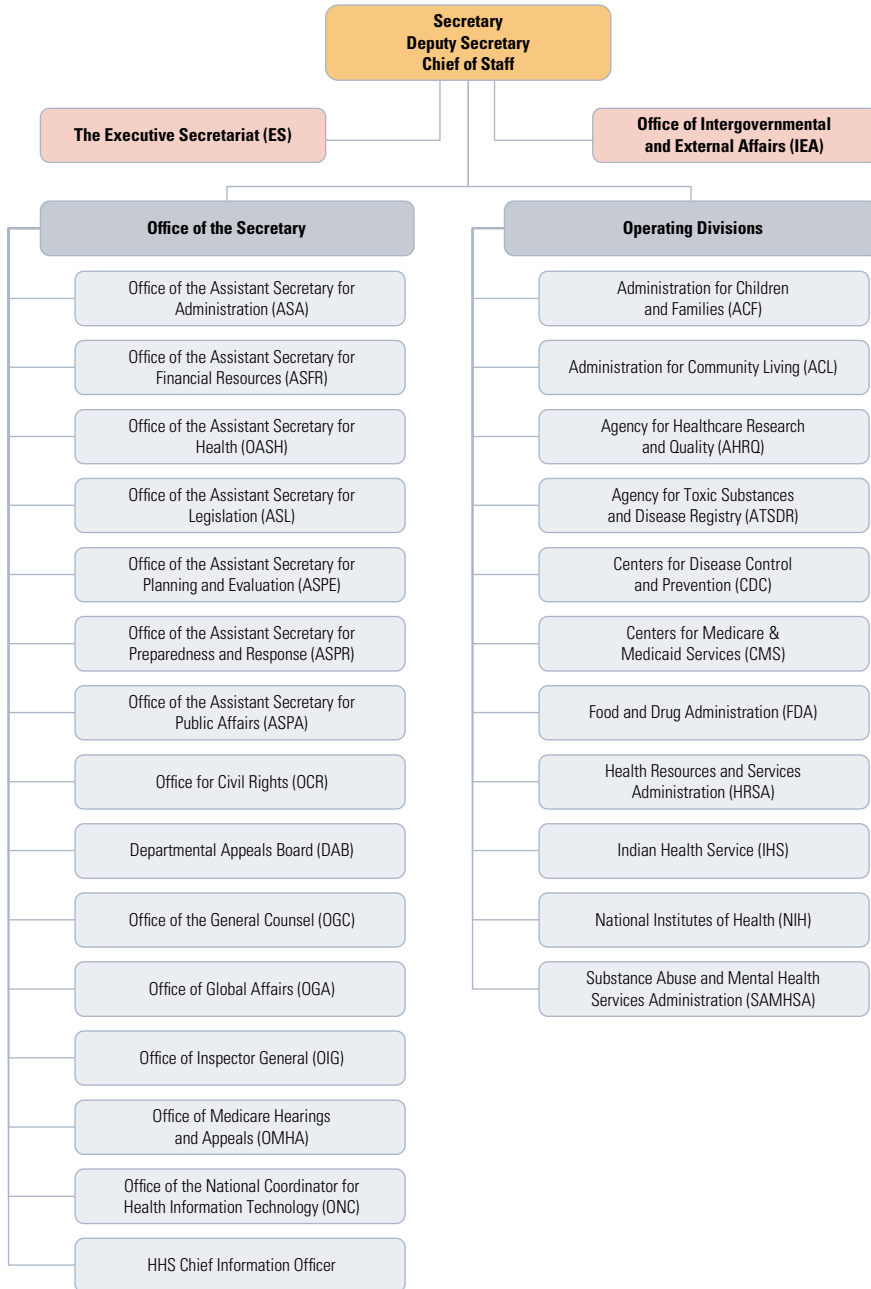 Secretary
Deputy Secretary
Chief of Staff
The Executive Secretariat (ES)
Office of Intergovernmental
and External Affairs (IEA)
Office of the Secretary
Office of the Assistant Secretary for
Administration (ASA)
Office of the Assistant Secretary for
Financial Resources (ASFR)
Office of the Assistant Secretary for
Health (OASH)
Office of the Assistant Secretary for
Legislation (ASL)
Office of the Assistant Secretary for
Planning and Evaluation (ASPE)
Office of the Assistant Secretary for
Preparedness and Response (ASPR)
Office of the Assistant Secretary for
Public Affairs (ASPA)
Office for Civil Rights (OCR)
Departmental Appeals Board (DAB)
Office of the General Counsel (OGC)
Office of Global Affairs (OGA)
Office of Inspector General (OIG)
Office of Medicare Hearings
and Appeals (OMHA)
Office of the National Coordinator for
Health Information Technology (ONC)
HHS Chief Information Officer
Operating Divisions
Administration for Children
and Families (ACF)
Administration for Community Living (ACL)
Agency for Healthcare Research
and Quality (AHRQ)
Agency for Toxic Substances
and Disease Registry (ATSDR)
Centers for Disease Control
and Prevention (CDC)
Centers for Medicare &
Medicaid Services (CMS)
Food and Drug Administration (FDA)
Health Resources and Services
Administration (HRSA)
Indian Health Service (IHS)
National Institutes of Health (NIH)
Substance Abuse and Mental Health
Services Administration (SAMHSA)